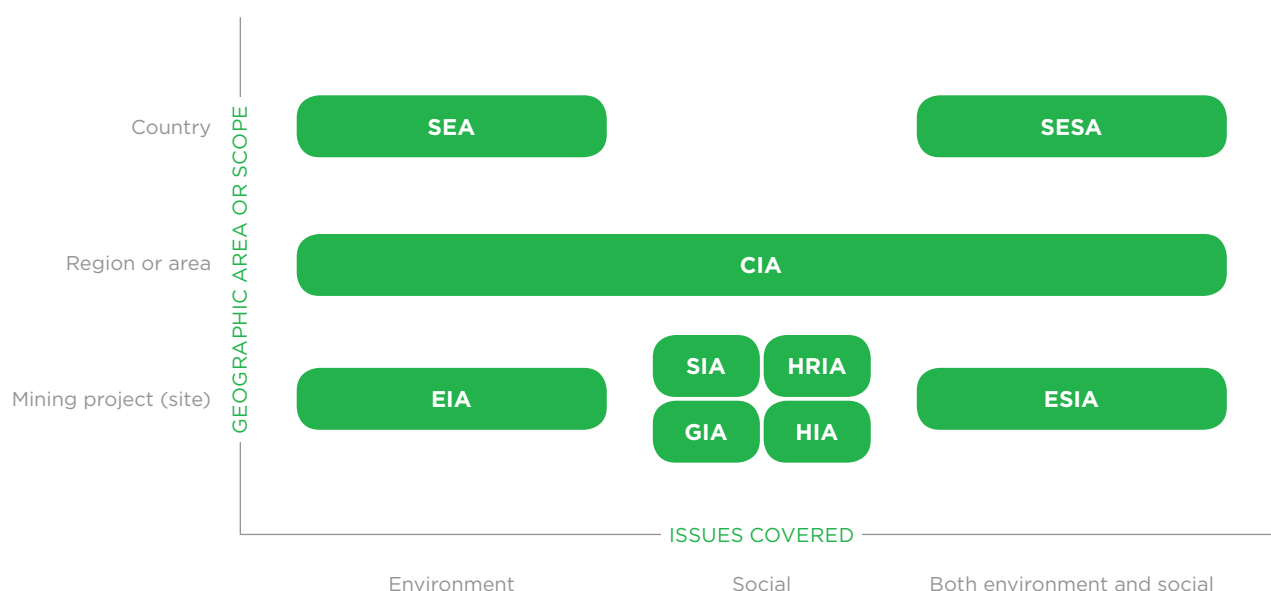 GEOGRAPHIC AREA OR SCOPE
Country
SEA
SESA
Region or area
CIA
Mining project (site)
EIA
SIA
HRIA
GIA
HIA
ESIA
ISSUES COVERED
Environment
Social
Both environment and social